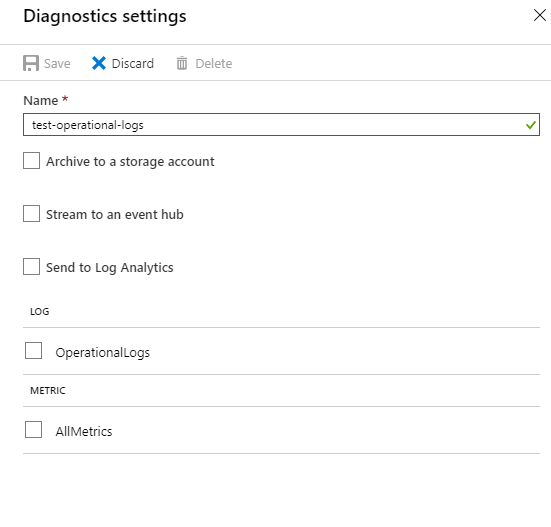 Diagnostics settings
Save Discard Delete
Name *
test-operational-logs
Archive to a storage account
Stream to an event hub
Send to Log Analytics
LOG
OperationalLogs
METRIC
AllMetrics